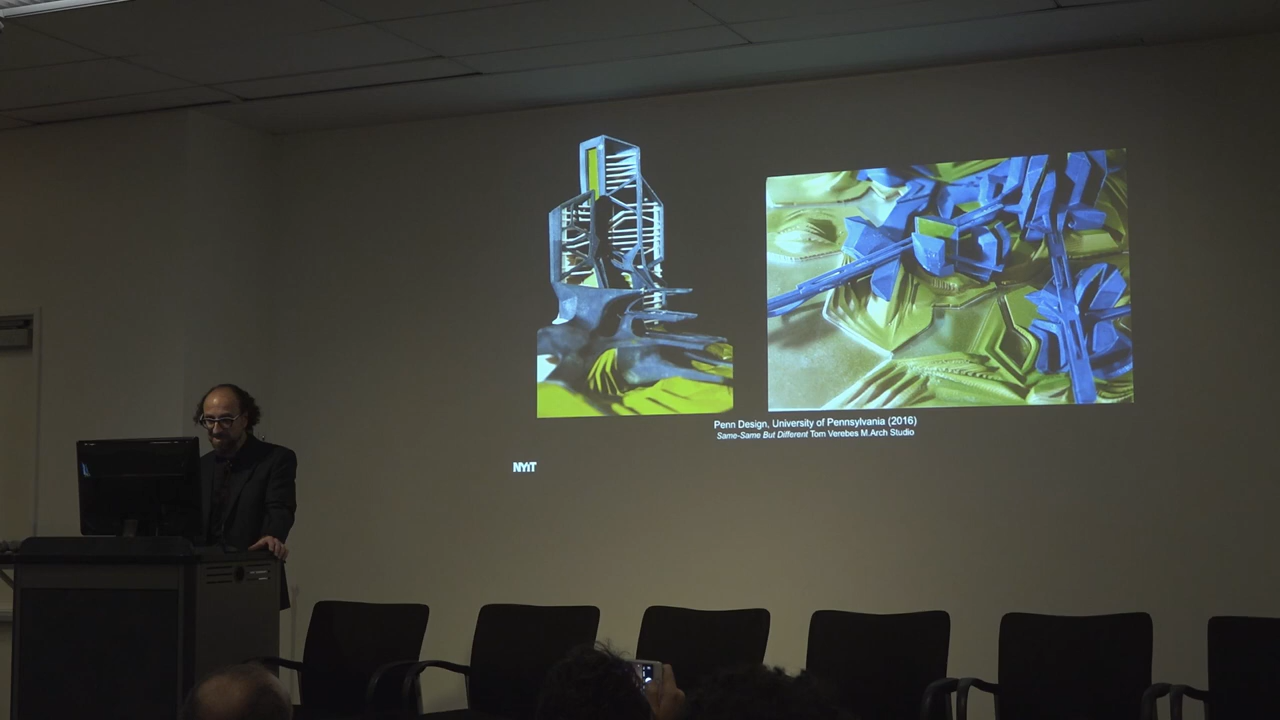 Penn Design, University of Pennsylvania (2016)
Same-Same But Different Tom Verebes M.Arch Studio
NYiT